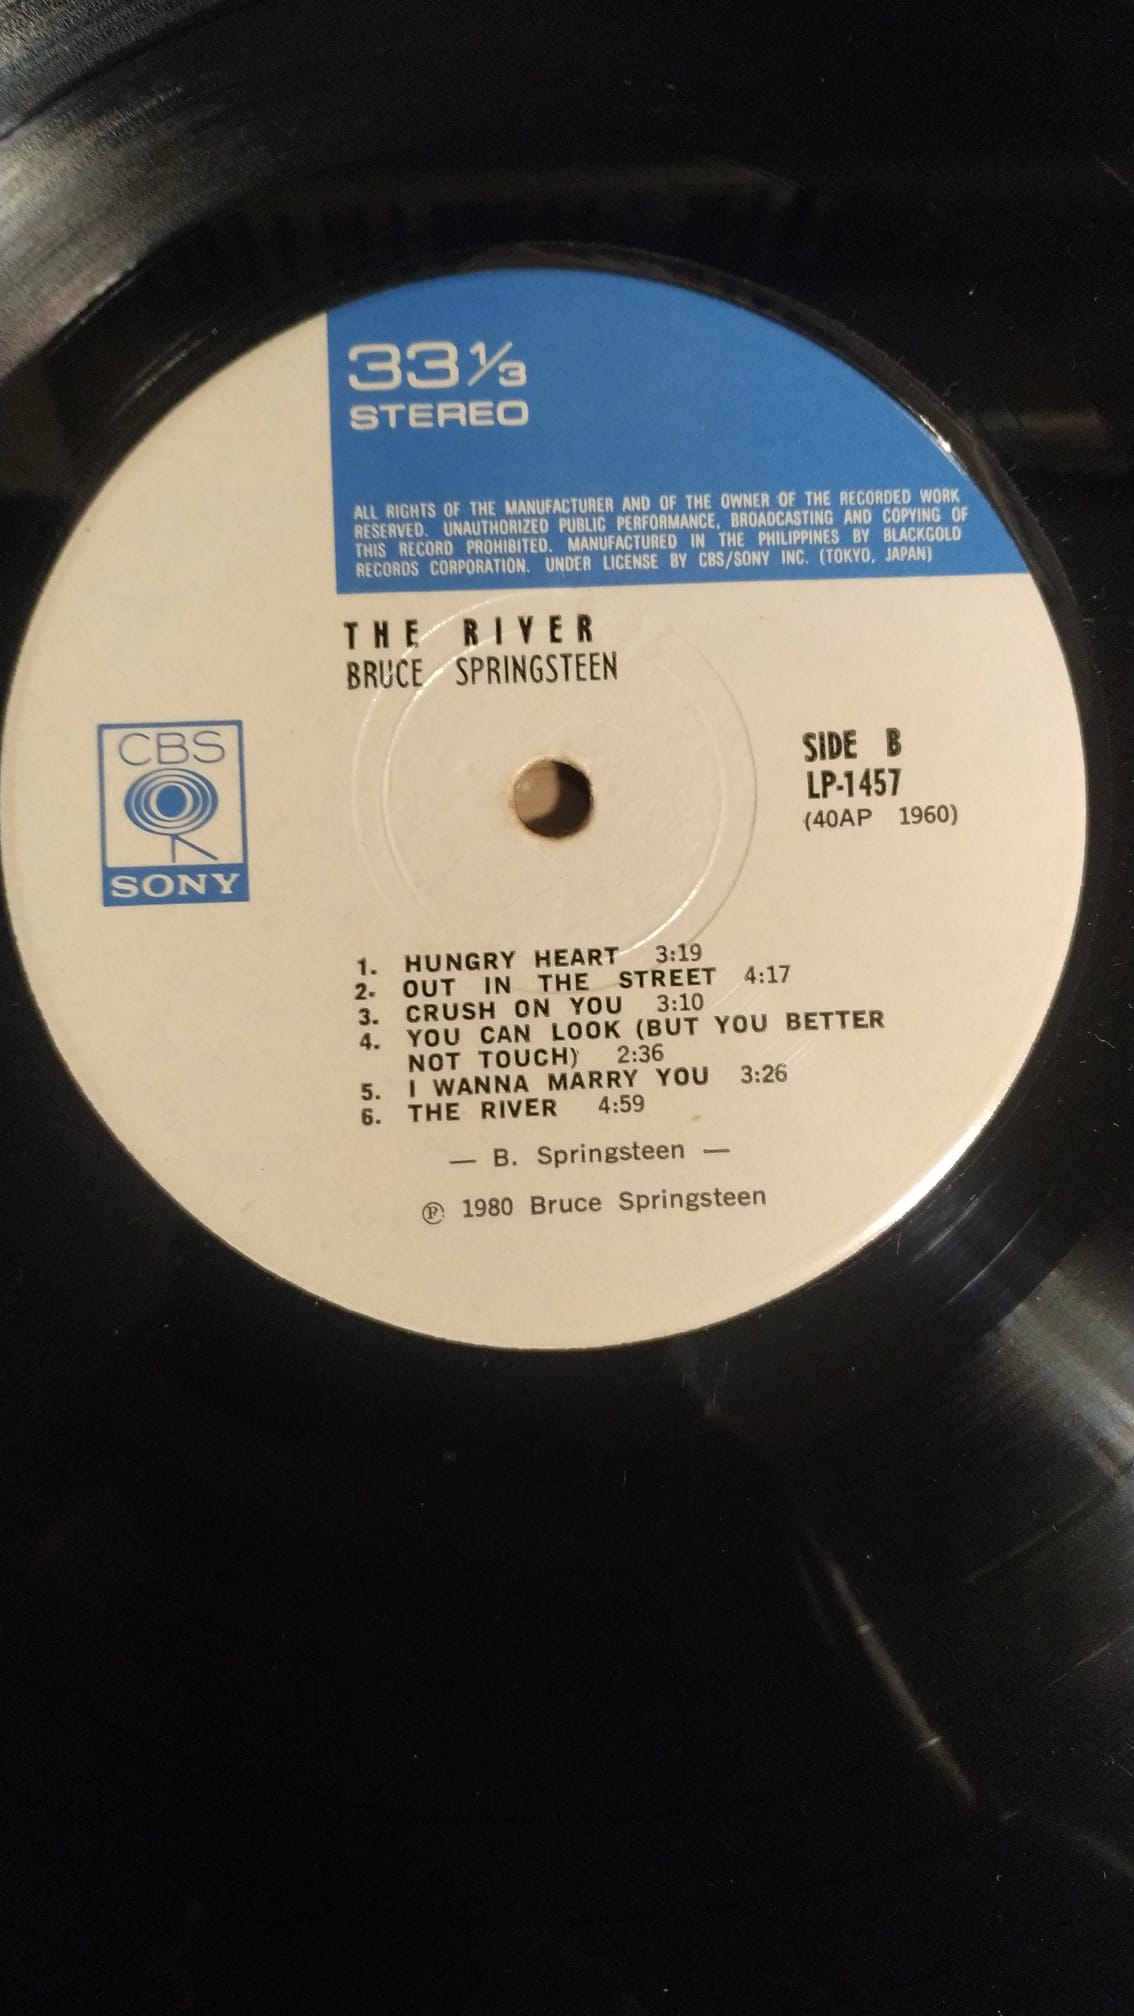 33 1/3
STEREO
ALL RIGHTS OF THE MANUFACTURER AND OF THE OWNER OF THE RECORDED WORK
RESERVED. UNAUTHORIZED PUBLIC PERFORMANCE, BROADCASTING AND COPYING OF
THIS RECORD PROHIBITED. MANUFACTURED IN THE PHILIPPINES BY BLACKGOLD
RECORDS CORPORATION. UNDER LICENSE BY CBS/SONY INC. (TOKYO, JAPAN)
THE RIVER
BRUCE SPRINGSTEEN
CBS
SONY
SIDE B
LP-1457
(40AP 1960)
1. HUNGRY HEART 3:19
2. OUT IN THE STREET 4:17
3. CRUSH ON YOU 3:10
4. YOU CAN LOOK (BUT YOU BETTER
NOT TOUCH) 2:36
5. I WANNA MARRY YOU 3:26
6. THE RIVER 4:59
— B. Springsteen —
Ⓟ 1980 Bruce Springsteen